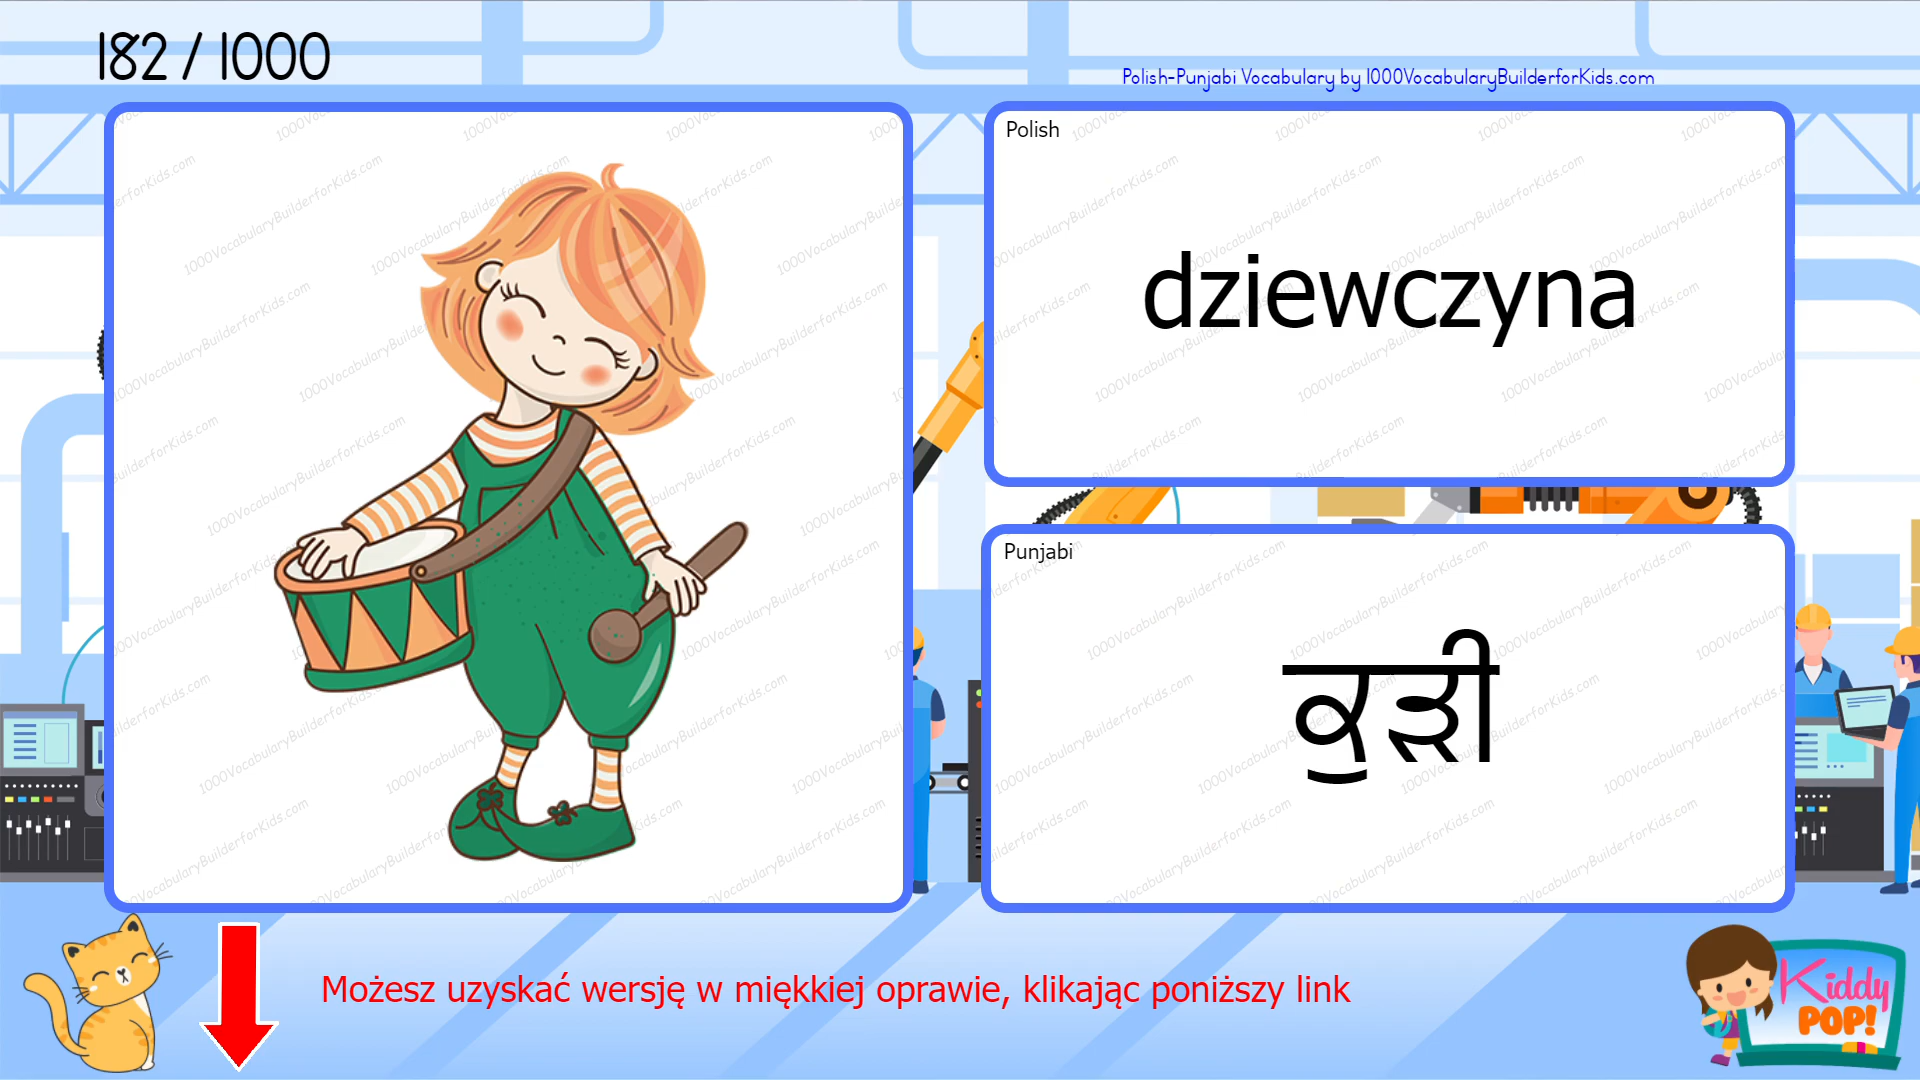 182 / 1000
Polish-Punjabi Vocabulary by 1000VocabularyBuilderforKids.com
Polish
dziewczyna
Punjabi
ਕੁੜੀ
Możesz uzyskać wersję w miękkiej oprawie, klikając poniższy link
Kiddy
POP!